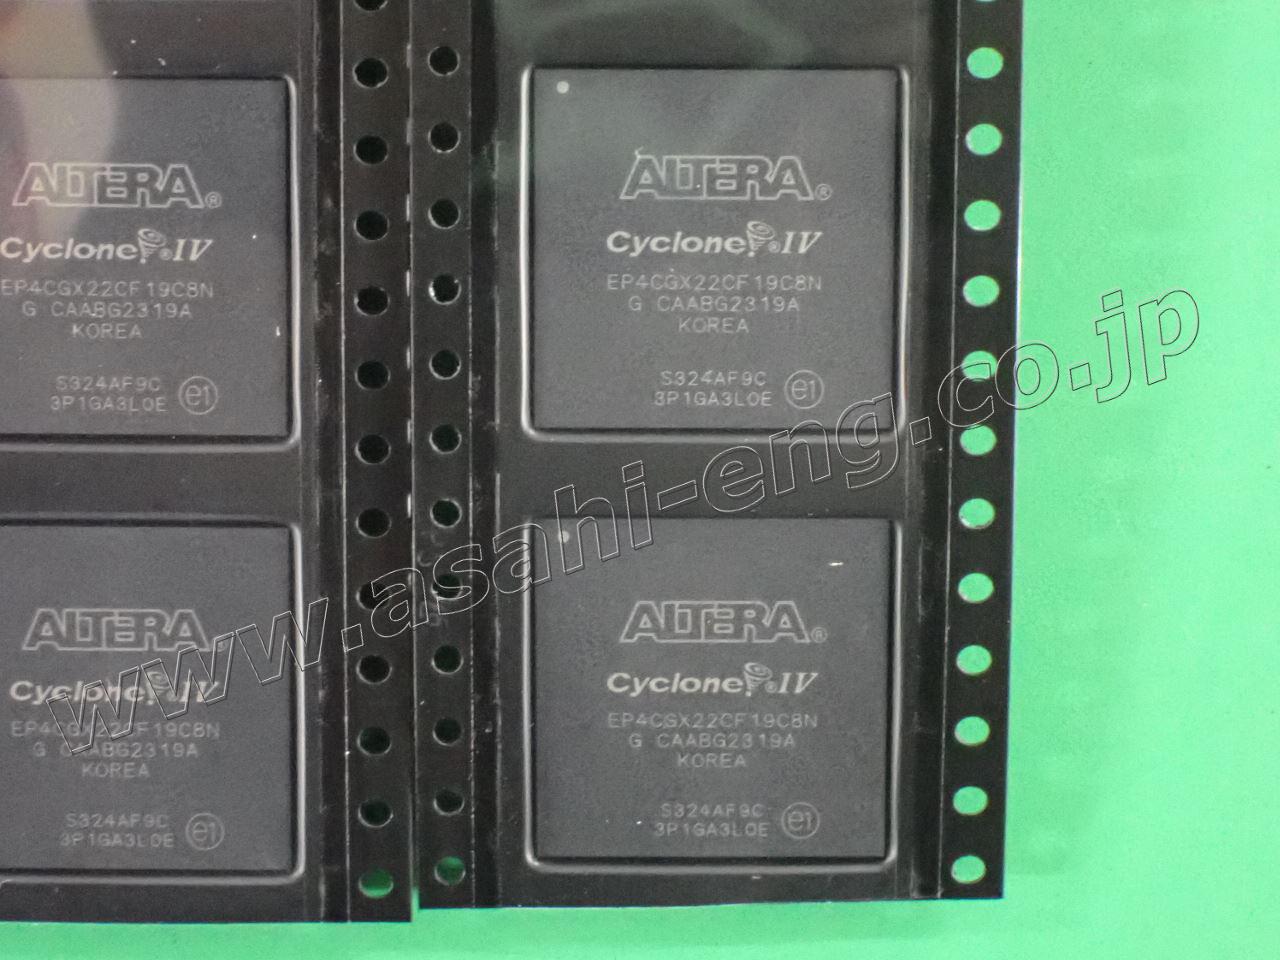 ALTERA®
Cyclone® IV
EP4CGX22CF19C8N
G CAABG2319A
KOREA
S324AF9C
3P1GA3L0E
e1
ALTERA®
Cyclone® IV
EP4CGX22CF19C8N
G CAABG2319A
KOREA
S324AF9C
3P1GA3L0E
e1
ALTERA®
Cyclone® IV
EP4CGX22CF19C8N
G CAABG2319A
KOREA
S324AF9C
3P1GA3L0E
e1
ALTERA®
Cyclone® IV
EP4CGX22CF19C8N
G CAABG2319A
KOREA
S324AF9C
3P1GA3L0E
e1
www.asahi-eng.co.jp